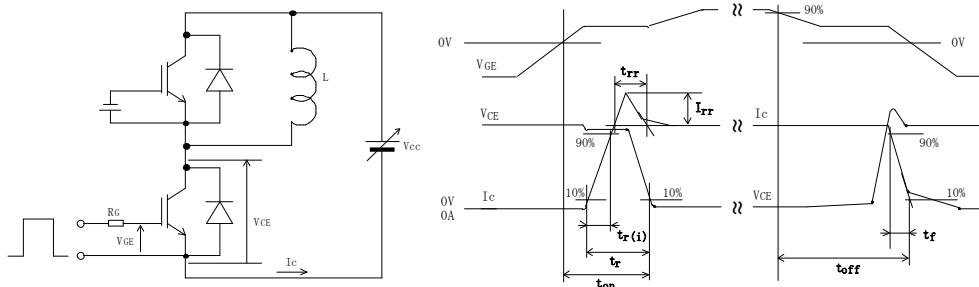 L
Vcc
RG
VGE
VCE
Ic
0V
VGE
trr
Irr
VCE
90%
0V
0A
Ic
10%
10%
tr(i)
tr
ton
90%
0V
Ic
90%
VCE
10%
tf
toff